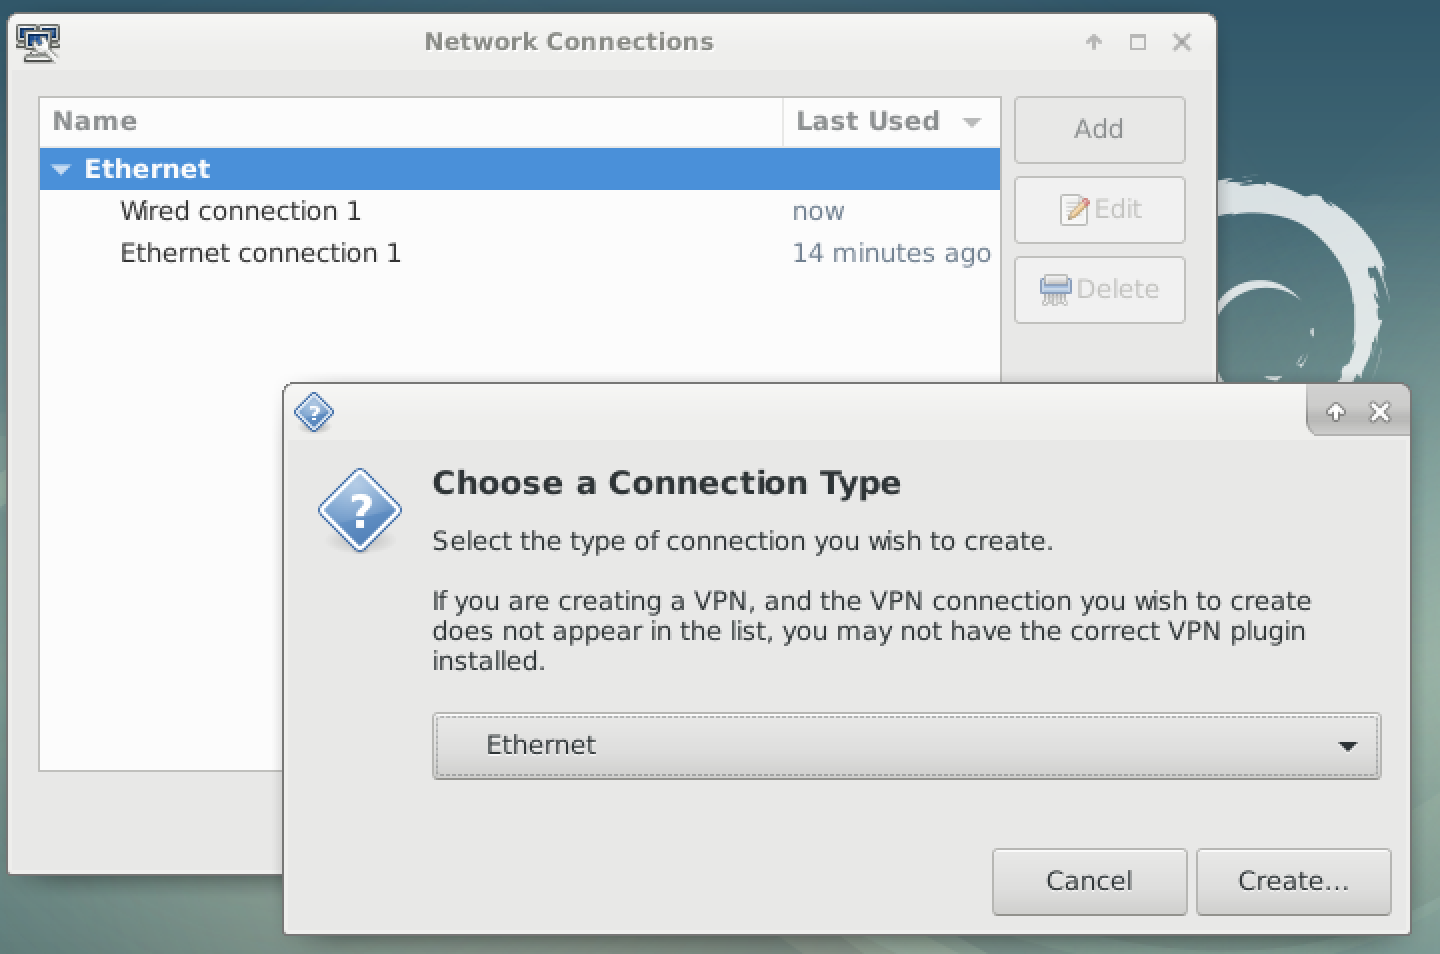 Network Connections
Name
Last Used
Add
Ethernet
Wired connection 1
now
Edit
Ethernet connection 1
14 minutes ago
Delete
Choose a Connection Type
Select the type of connection you wish to create.
If you are creating a VPN, and the VPN connection you wish to create
does not appear in the list, you may not have the correct VPN plugin
installed.
Ethernet
Cancel
Create...